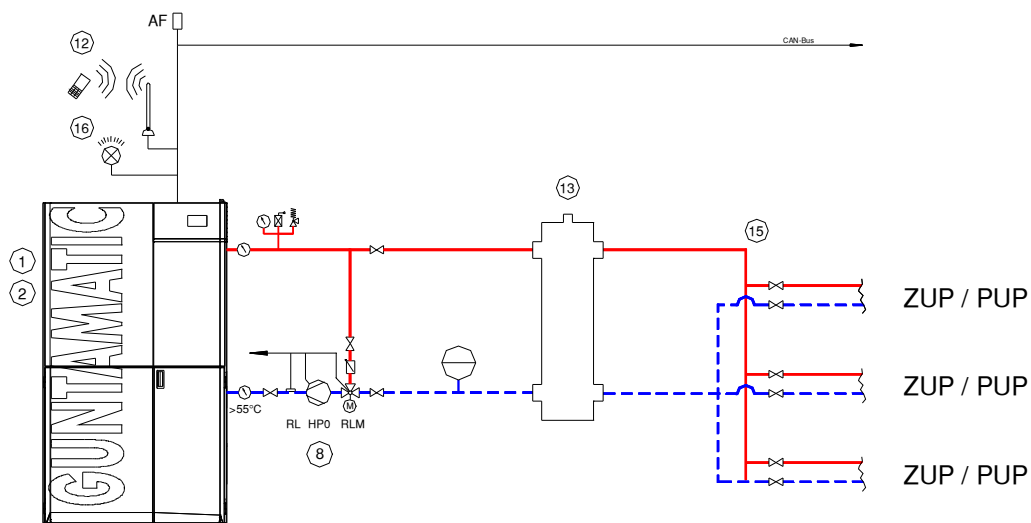 AF
CAN-Bus
12
16
13
15
1
2
GUNTAMATIC
ZUP / PUP
ZUP / PUP
ZUP / PUP
>55°C
M
RL HP0 RLM
8